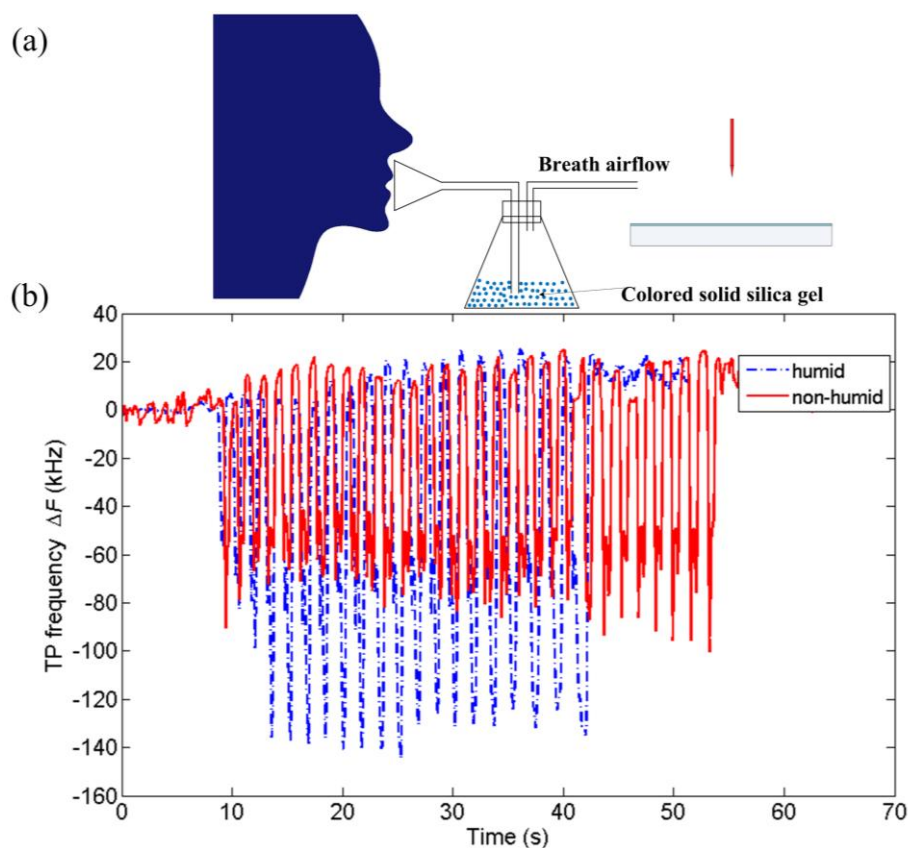 (a)
Breath airflow
Colored solid silica gel
(b)
40
20
0
-20
-40
-60
-80
-100
-120
-140
-160
TP frequency ΔF (kHz)
humid
non-humid
0 10 20 30 40 50 60 70
Time (s)